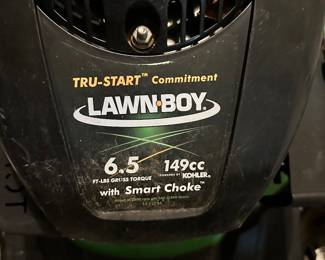 TRU-START™ Commitment
LAWN-BOY®
6.5 149cc
FT-LBS GROSS TORQUE POWERED BY KOHLER
with Smart Choke™